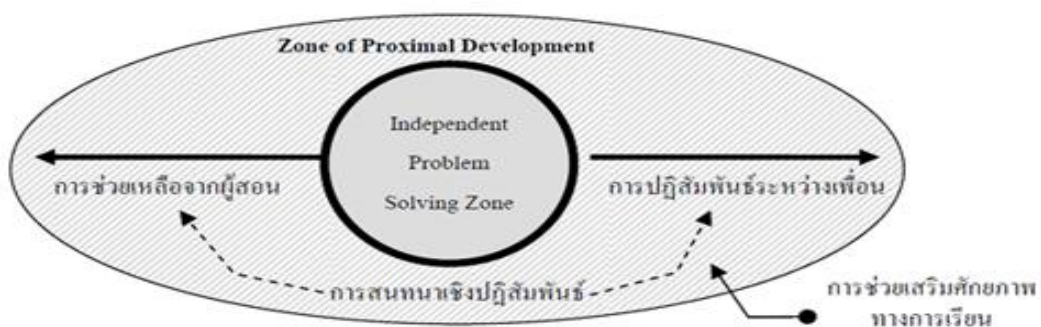 Zone of Proximal Development
Independent
Problem
Solving Zone
การช่วยเหลือจากผู้สอน
การปฏิสัมพันธ์ระหว่างเพื่อน
การสนทนาเชิงปฏิสัมพันธ์
การช่วยเสริมศักยภาพ
ทางการเรียน